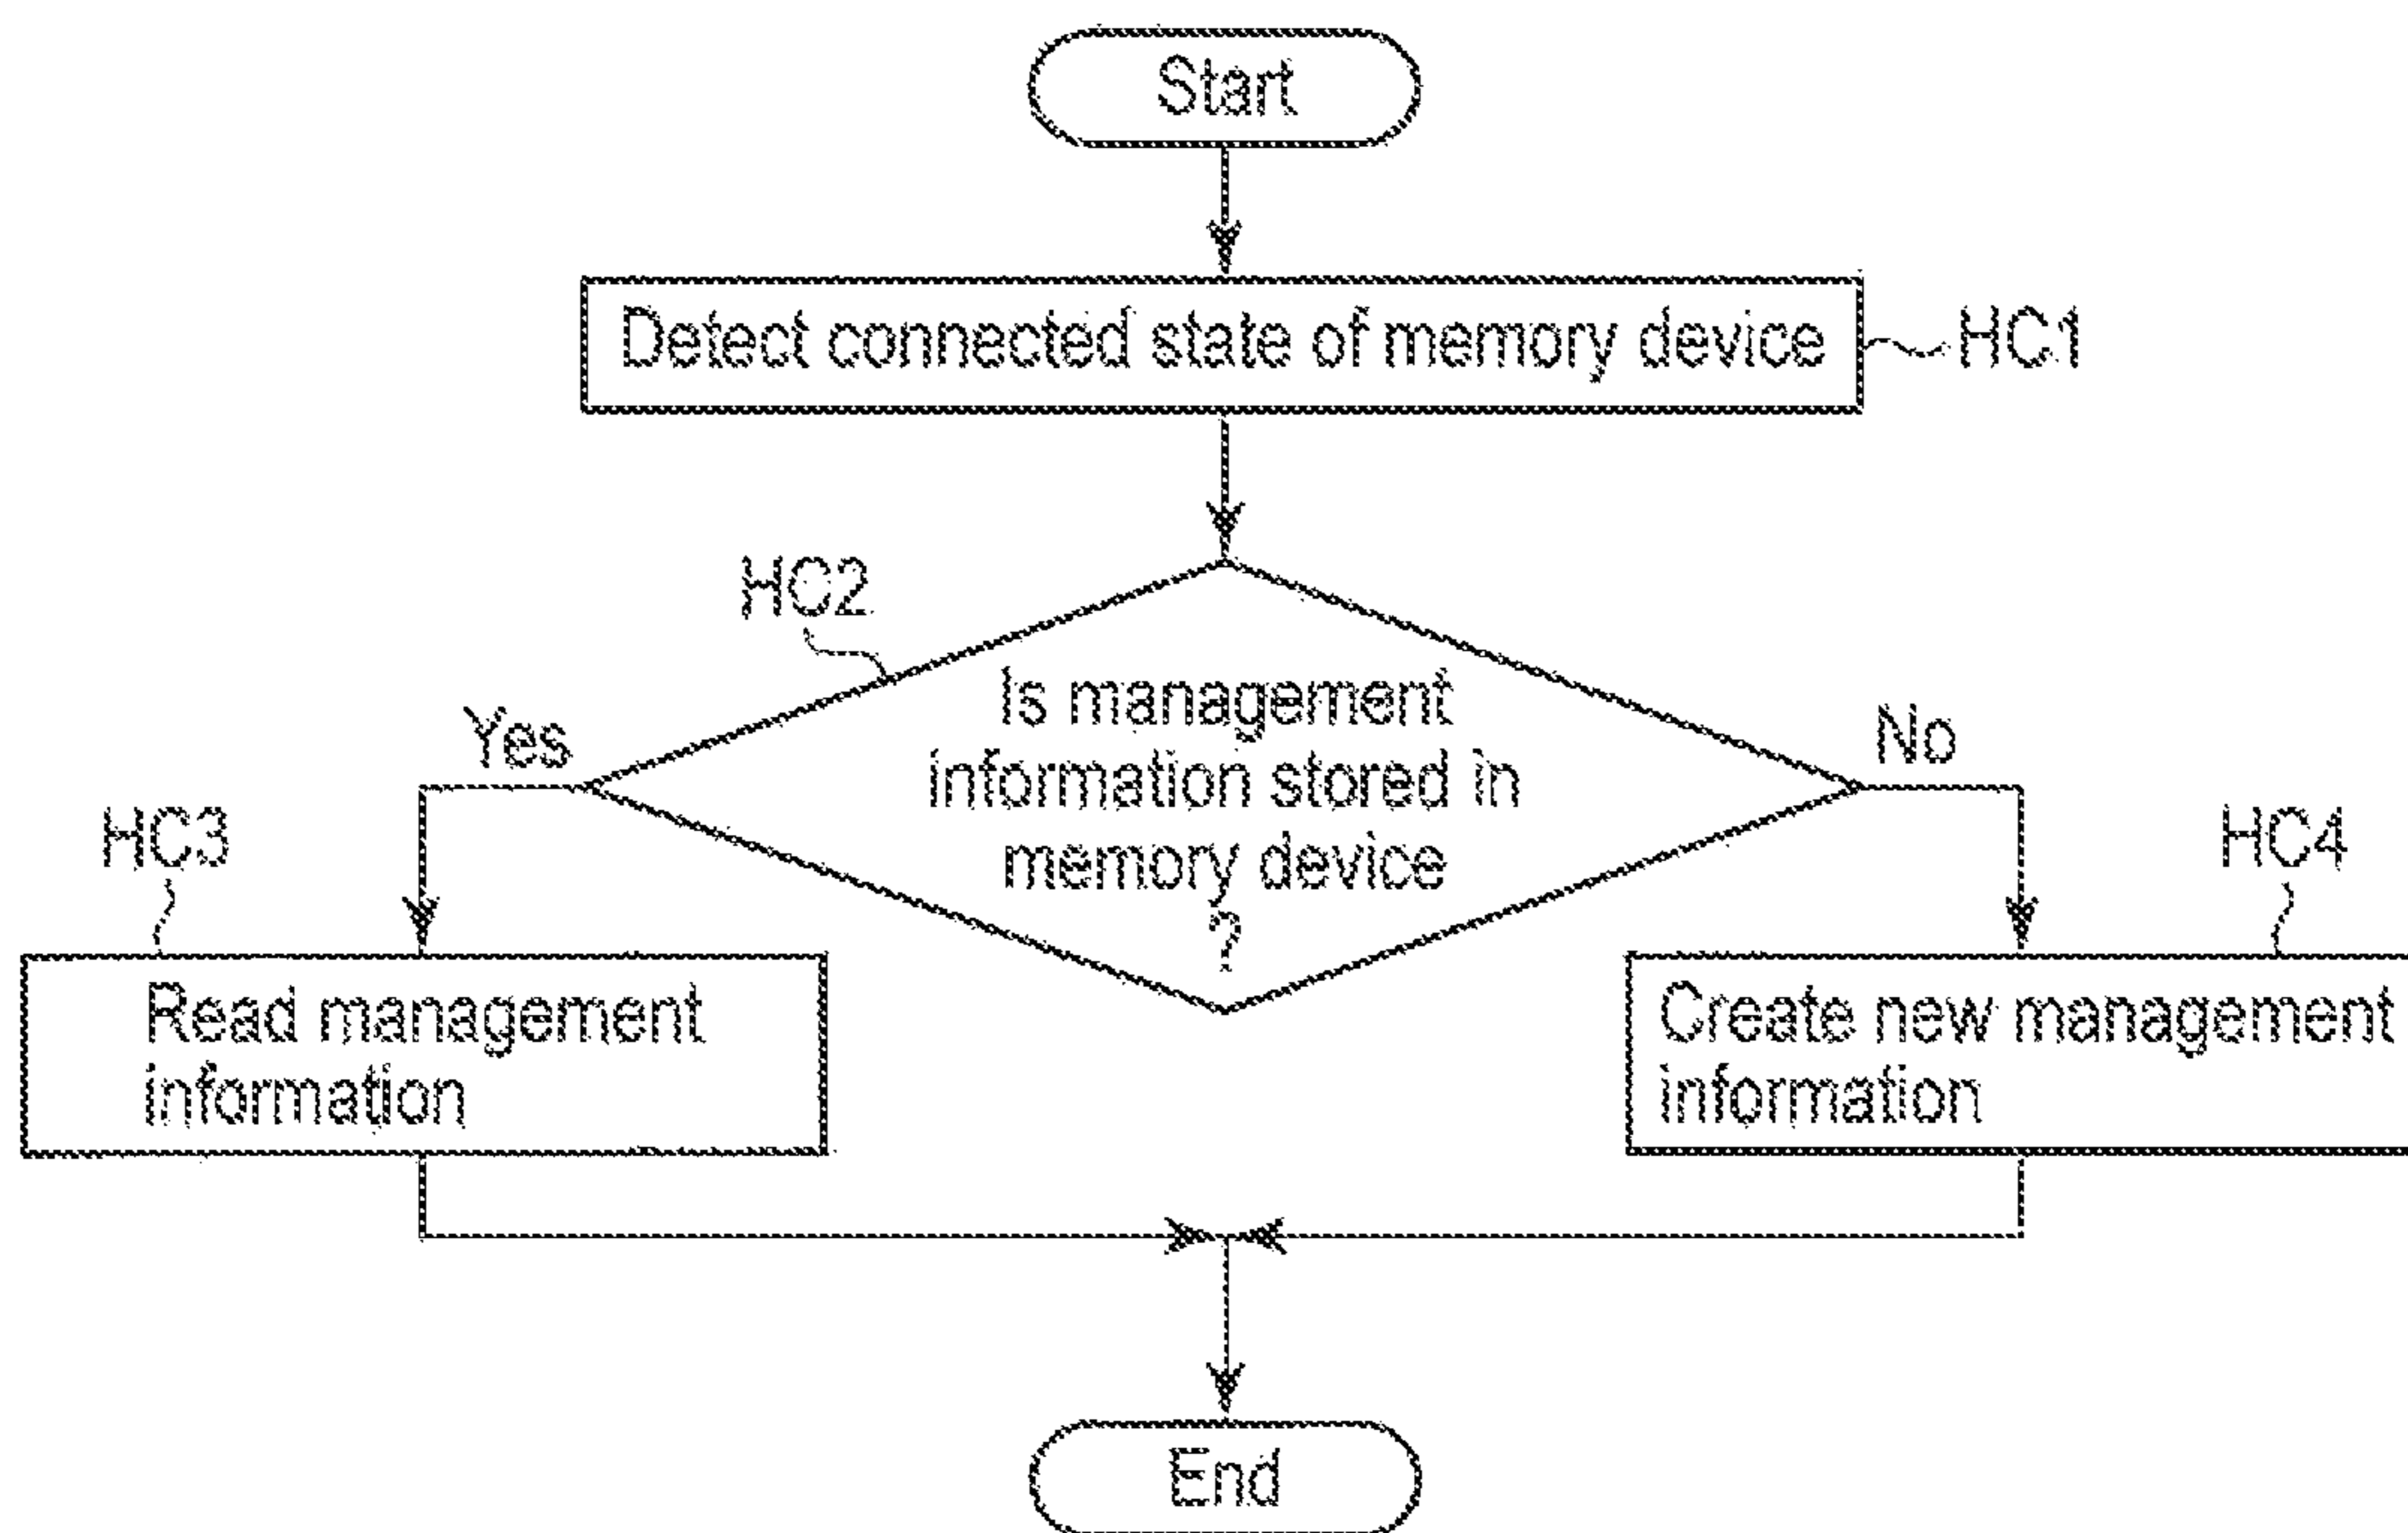 Start
Detect connected state of memory device
HC1
HC2
Is management
information stored in
memory device
?
Yes
No
HC3
HC4
Read management
information
Create new management
information
End